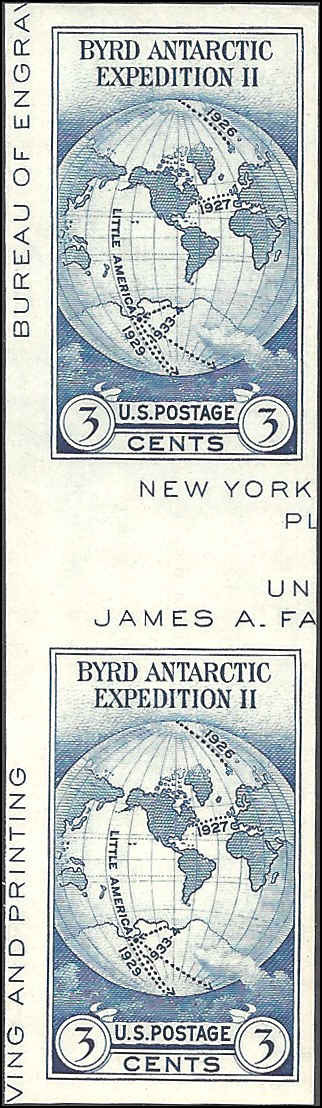 BUREAU OF ENGRAV
BYRD ANTARCTIC
EXPEDITION II
1926
1927
LITTLE AMERICA
1929
1933
3 U.S. POSTAGE 3
CENTS
NEW YORK
PL
UN
JAMES A. FA
VING AND PRINTING
BYRD ANTARCTIC
EXPEDITION II
1926
1927
LITTLE AMERICA
1929
1933
3 U.S. POSTAGE 3
CENTS